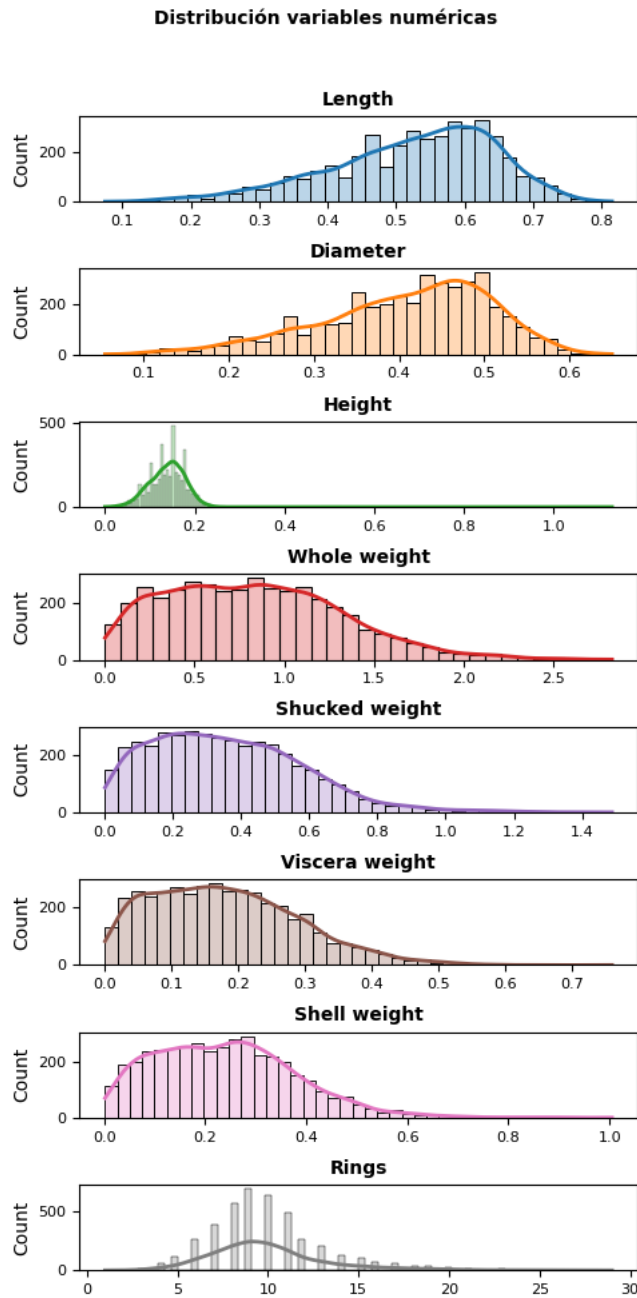 Distribución variables numéricas
Length
Count
200
0
0.1 0.2 0.3 0.4 0.5 0.6 0.7 0.8
Diameter
Count
200
0
0.1 0.2 0.3 0.4 0.5 0.6
Height
Count
500
0
0.0 0.2 0.4 0.6 0.8 1.0
Whole weight
Count
200
0
0.0 0.5 1.0 1.5 2.0 2.5
Shucked weight
Count
200
0
0.0 0.2 0.4 0.6 0.8 1.0 1.2 1.4
Viscera weight
Count
200
0
0.0 0.1 0.2 0.3 0.4 0.5 0.6 0.7
Shell weight
Count
200
0
0.0 0.2 0.4 0.6 0.8 1.0
Rings
Count
500
0
0 5 10 15 20 25 30